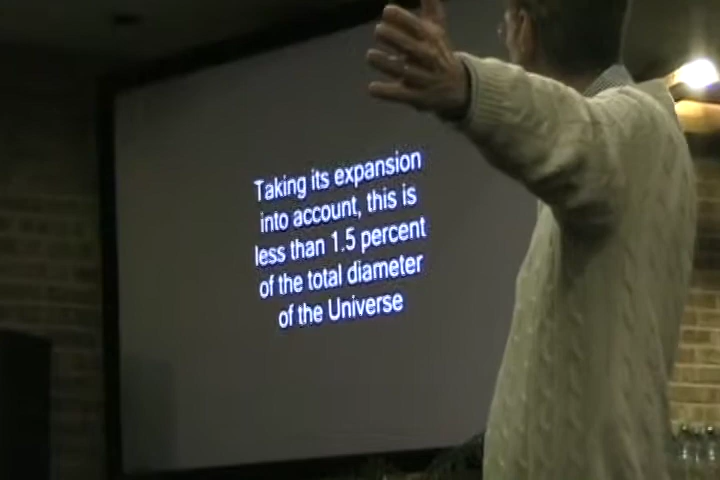 Taking its expansion
into account, this is
less than 1.5 percent
of the total diameter
of the Universe